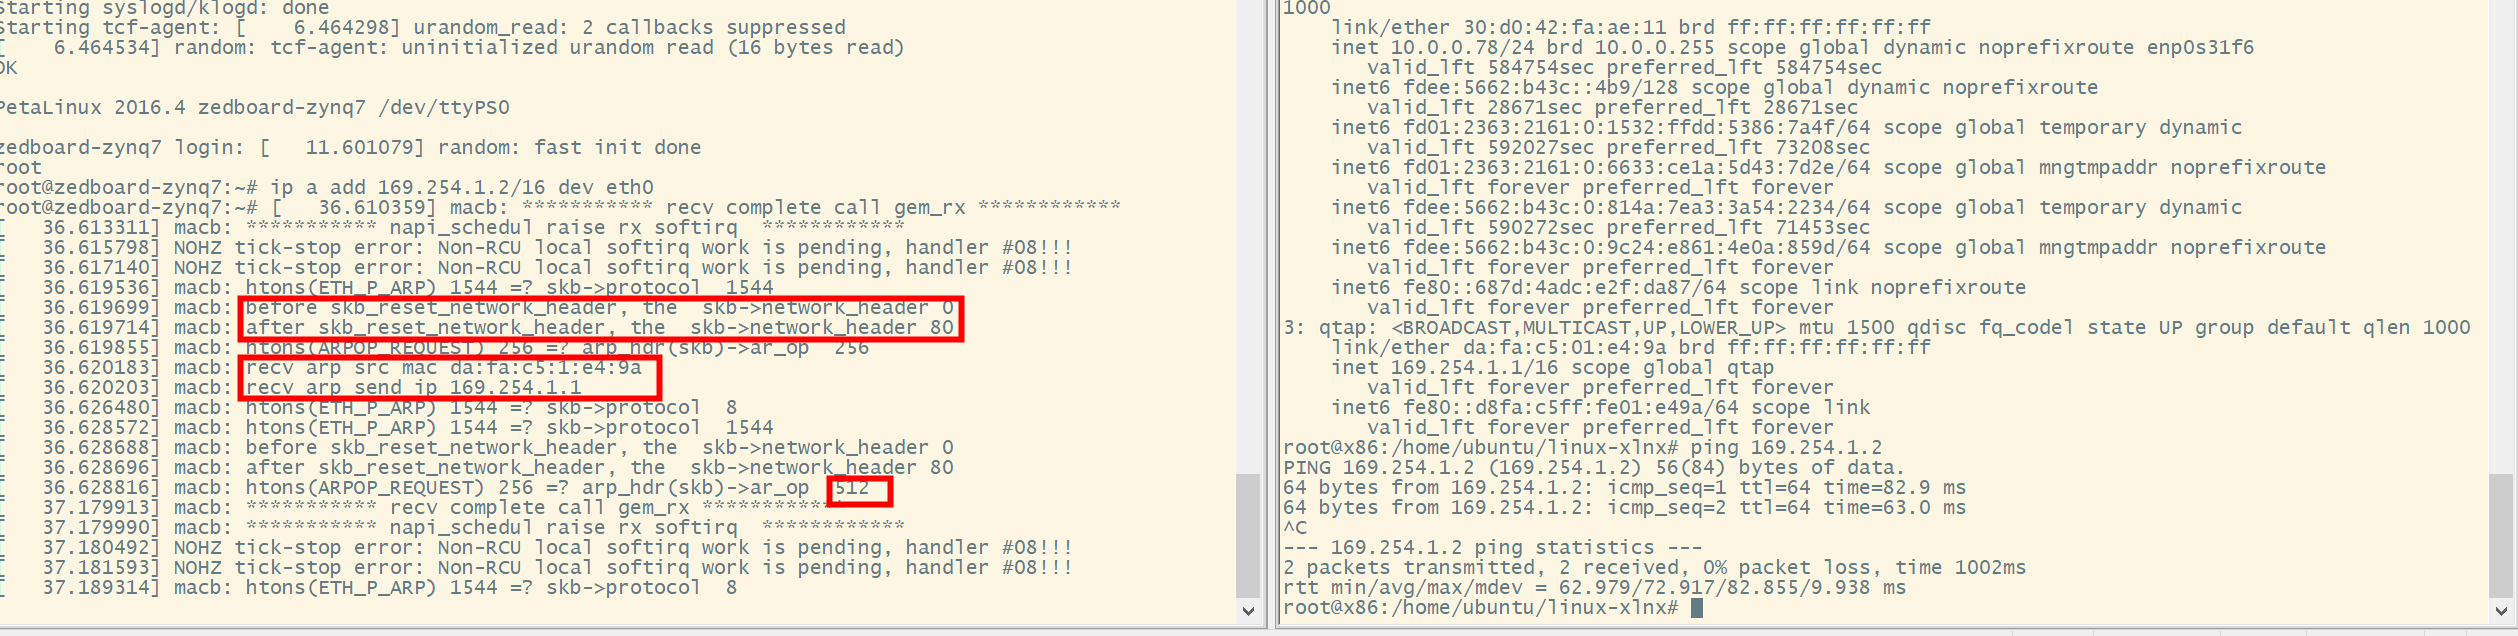 Starting syslogd/klogd: done
Starting tcf-agent: [    6.464298] urandom_read: 2 callbacks suppressed
[    6.464534] random: tcf-agent: uninitialized urandom read (16 bytes read)
OK
PetaLinux 2016.4 zedboard-zynq7 /dev/ttyPS0
zedboard-zynq7 login: [   11.601079] random: fast init done
root
root@zedboard-zynq7:~# ip a add 169.254.1.2/16 dev eth0
root@zedboard-zynq7:~# [   36.610359] macb: *********** recv complete call gem_rx ************
[   36.613311] macb: *********** napi_schedul raise rx softirq  ************
[   36.615798] NOHZ tick-stop error: Non-RCU local softirq work is pending, handler #08!!!
[   36.617140] NOHZ tick-stop error: Non-RCU local softirq work is pending, handler #08!!!
[   36.619536] macb: htons(ETH_P_ARP) 1544 =? skb->protocol  1544
[   36.619699] macb: before skb_reset_network_header, the  skb->network_header 0
[   36.619714] macb: after skb_reset_network_header, the  skb->network_header 80
[   36.619855] macb: htons(ARPOP_REQUEST) 256 =? arp_hdr(skb)->ar_op  256
[   36.620183] macb: recv arp src mac da:fa:c5:1:e4:9a
[   36.620203] macb: recv arp send ip 169.254.1.1
[   36.626480] macb: htons(ETH_P_ARP) 1544 =? skb->protocol  8
[   36.628572] macb: htons(ETH_P_ARP) 1544 =? skb->protocol  1544
[   36.628688] macb: before skb_reset_network_header, the  skb->network_header 0
[   36.628696] macb: after skb_reset_network_header, the  skb->network_header 80
[   36.628816] macb: htons(ARPOP_REQUEST) 256 =? arp_hdr(skb)->ar_op  512
[   37.179913] macb: *********** recv complete call gem_rx ************
[   37.179990] macb: *********** napi_schedul raise rx softirq  ************
[   37.180492] NOHZ tick-stop error: Non-RCU local softirq work is pending, handler #08!!!
[   37.181593] NOHZ tick-stop error: Non-RCU local softirq work is pending, handler #08!!!
[   37.189314] macb: htons(ETH_P_ARP) 1544 =? skb->protocol  8
1000
    link/ether 30:d0:42:fa:ae:11 brd ff:ff:ff:ff:ff:ff
    inet 10.0.0.78/24 brd 10.0.0.255 scope global dynamic noprefixroute enp0s31f6
       valid_lft 584754sec preferred_lft 584754sec
    inet6 fdee:5662:b43c::4b9/128 scope global dynamic noprefixroute
       valid_lft 28671sec preferred_lft 28671sec
    inet6 fd01:2363:2161:0:1532:ffdd:5386:7a4f/64 scope global temporary dynamic
       valid_lft 592027sec preferred_lft 73208sec
    inet6 fd01:2363:2161:0:6633:ce1a:5d43:7d2e/64 scope global mngtmpaddr noprefixroute
       valid_lft forever preferred_lft forever
    inet6 fdee:5662:b43c:0:814a:7ea3:3a54:2234/64 scope global temporary dynamic
       valid_lft 590272sec preferred_lft 71453sec
    inet6 fdee:5662:b43c:0:9c24:e861:4e0a:859d/64 scope global mngtmpaddr noprefixroute
       valid_lft forever preferred_lft forever
    inet6 fe80::687d:4adc:e2f:da87/64 scope link noprefixroute
       valid_lft forever preferred_lft forever
3: qtap: <BROADCAST,MULTICAST,UP,LOWER_UP> mtu 1500 qdisc fq_codel state UP group default qlen 1000
    link/ether da:fa:c5:01:e4:9a brd ff:ff:ff:ff:ff:ff
    inet 169.254.1.1/16 scope global qtap
       valid_lft forever preferred_lft forever
    inet6 fe80::d8fa:c5ff:fe01:e49a/64 scope link
       valid_lft forever preferred_lft forever
root@x86:/home/ubuntu/linux-xlnx# ping 169.254.1.2
PING 169.254.1.2 (169.254.1.2) 56(84) bytes of data.
64 bytes from 169.254.1.2: icmp_seq=1 ttl=64 time=82.9 ms
64 bytes from 169.254.1.2: icmp_seq=2 ttl=64 time=63.0 ms
^C
--- 169.254.1.2 ping statistics ---
2 packets transmitted, 2 received, 0% packet loss, time 1002ms
rtt min/avg/max/mdev = 62.979/72.917/82.855/9.938 ms
root@x86:/home/ubuntu/linux-xlnx#